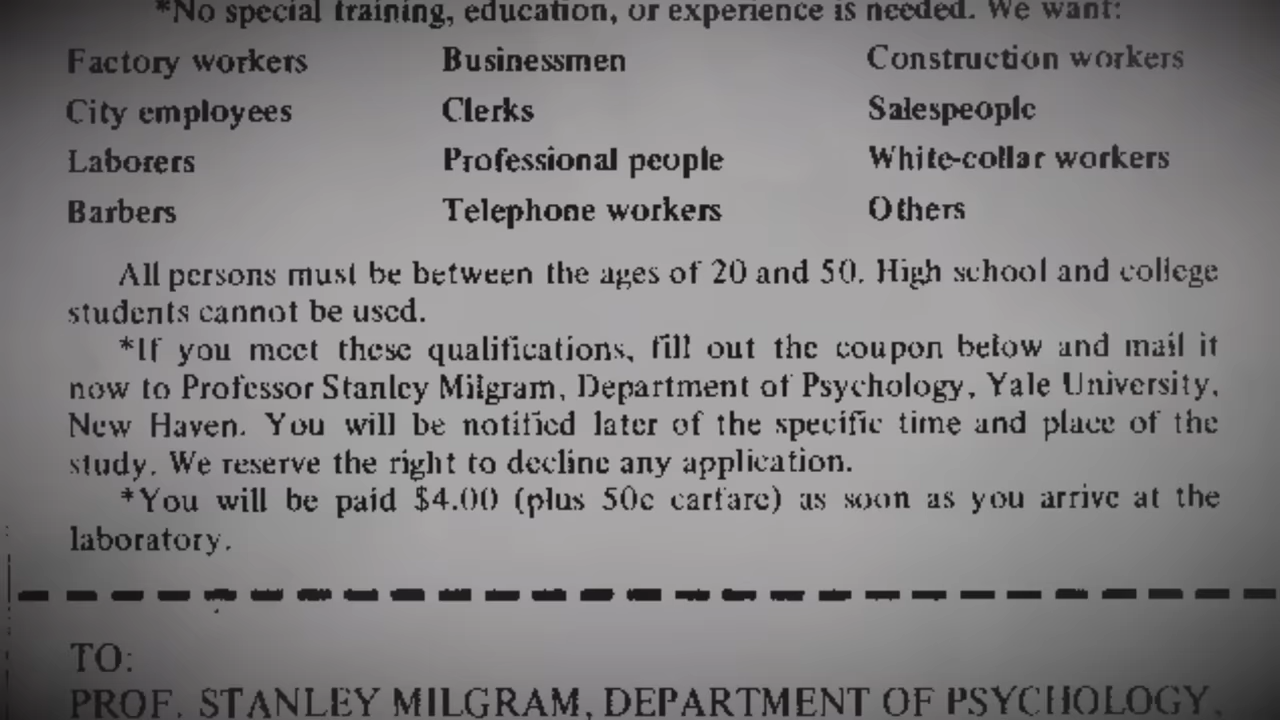 *No special training, education, or experience is needed. We want:
Factory workers Businessmen Construction workers
City employees Clerks Salespeople
Laborers Professional people White-collar workers
Barbers Telephone workers Others
All persons must be between the ages of 20 and 50. High school and college
students cannot be used.
*If you meet these qualifications, fill out the coupon below and mail it
now to Professor Stanley Milgram, Department of Psychology, Yale University,
New Haven. You will be notified later of the specific time and place of the
study. We reserve the right to decline any application.
*You will be paid $4.00 (plus 50c carfare) as soon as you arrive at the
laboratory.
TO:
PROF. STANLEY MILGRAM, DEPARTMENT OF PSYCHOLOGY,